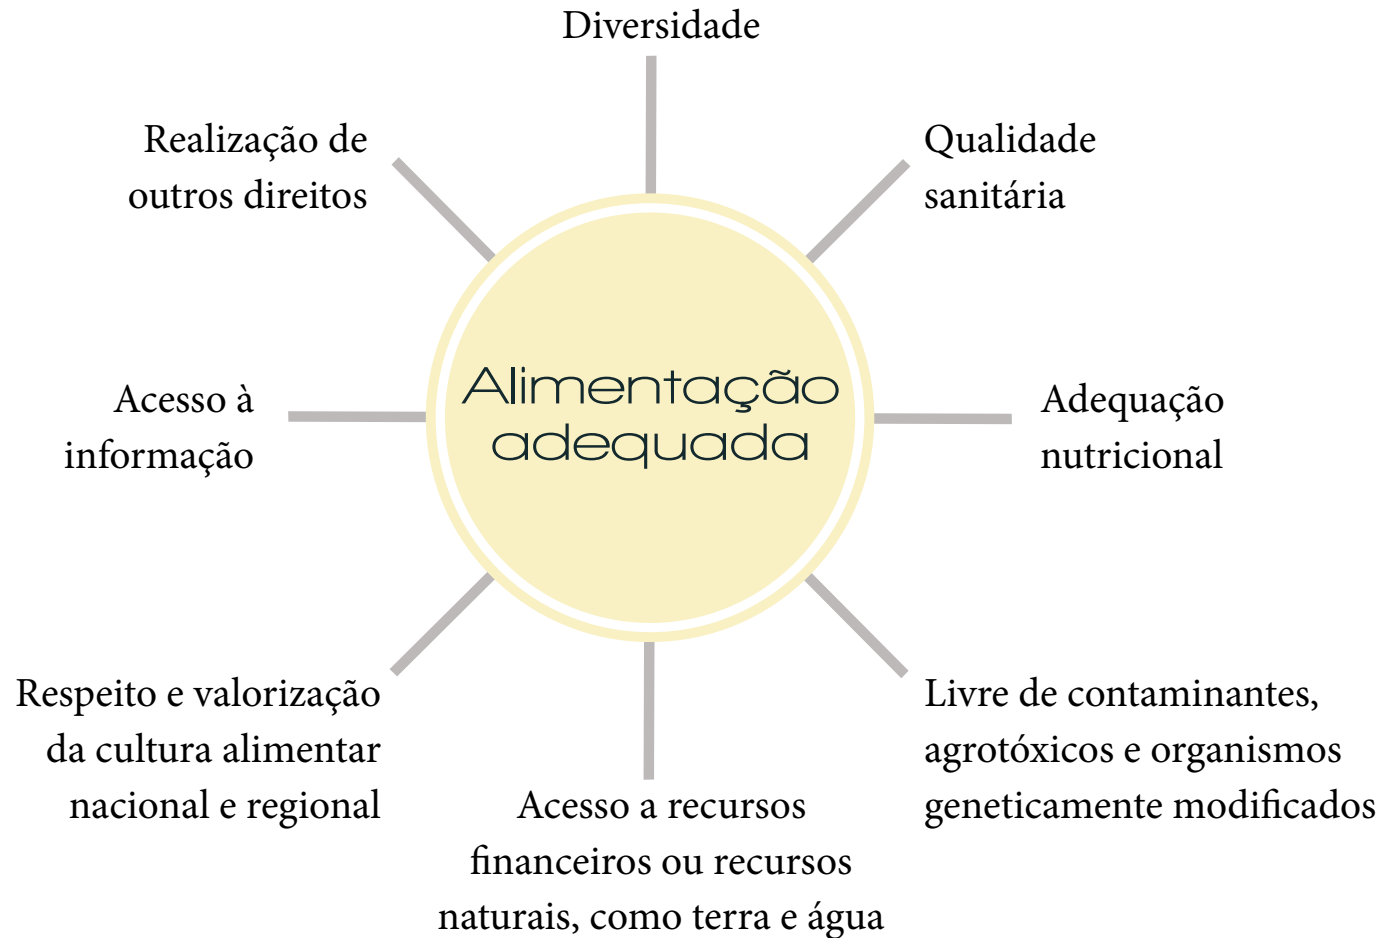 Diversidade
Qualidade
sanitária
Adequação
nutricional
Livre de contaminantes,
agrotóxicos e organismos
geneticamente modificados
Acesso a recursos
financeiros ou recursos
naturais, como terra e água
Respeito e valorização
da cultura alimentar
nacional e regional
Acesso à
informação
Realização de
outros direitos
Alimentação
adequada